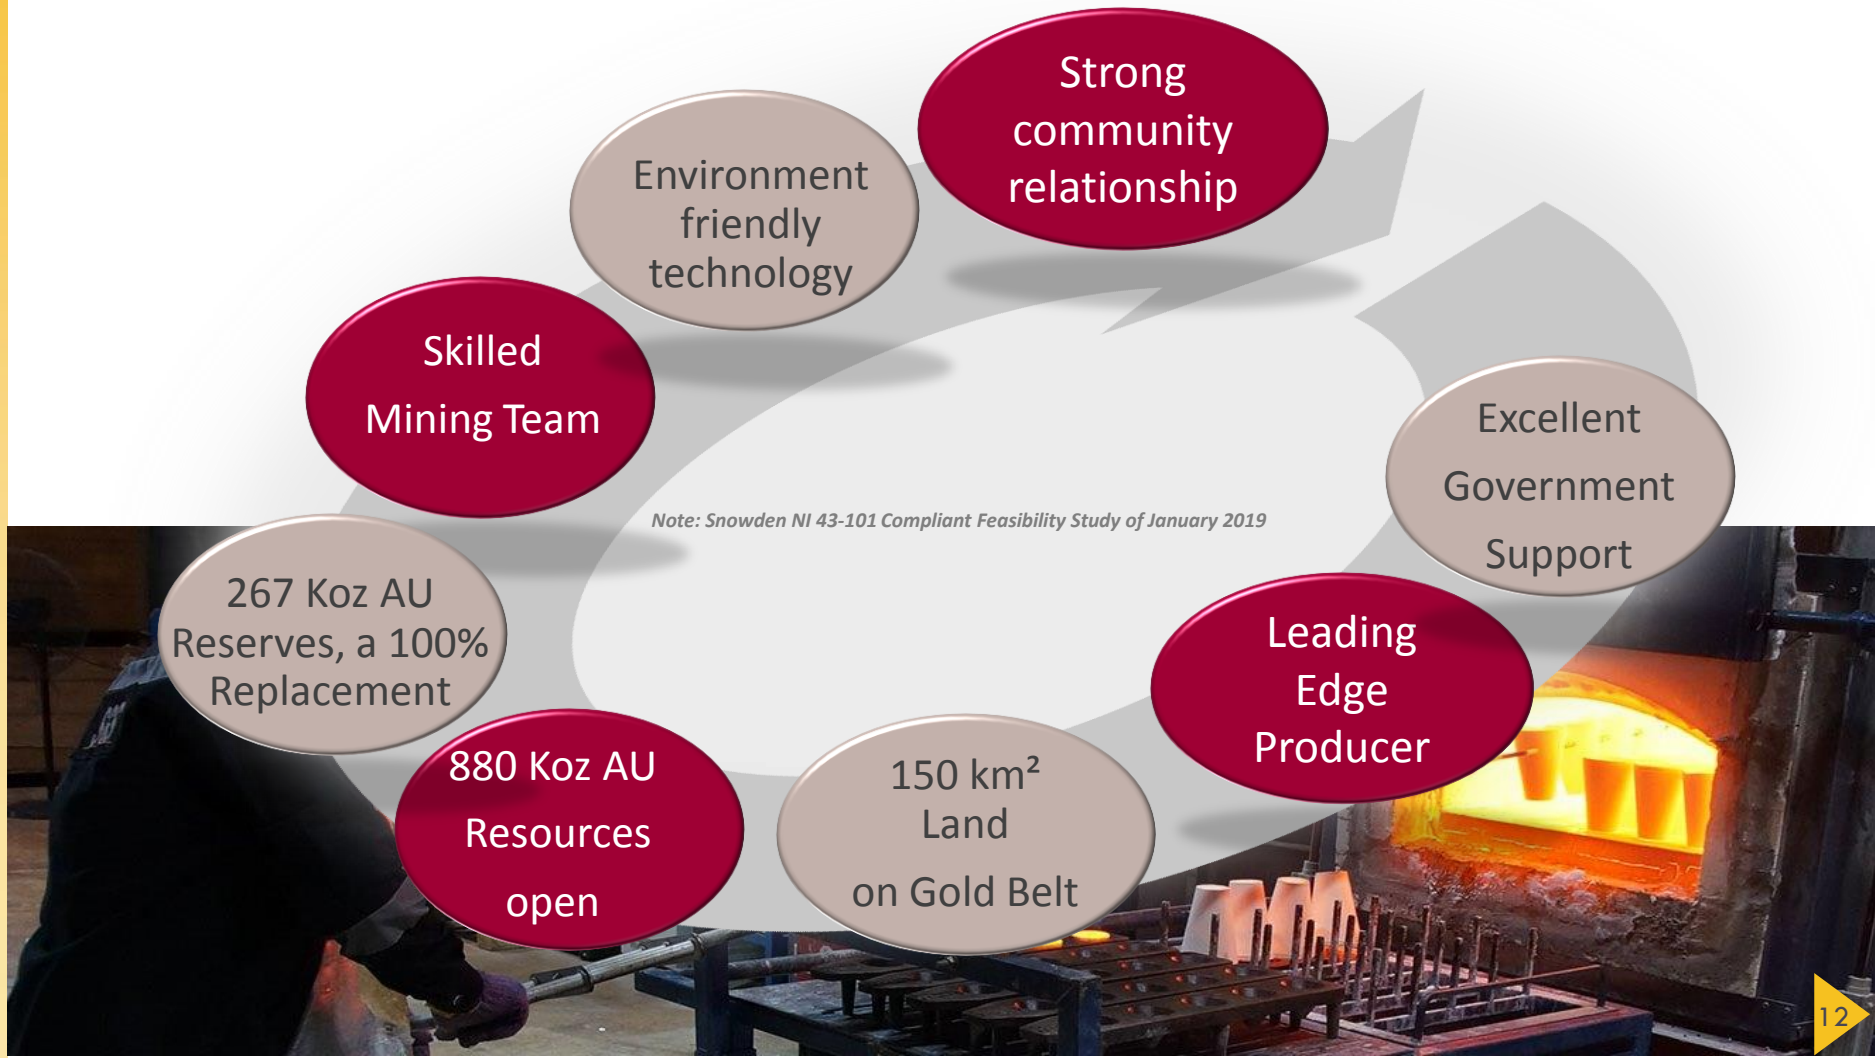 Strong
community
relationship
Environment
friendly
technology
Skilled
Mining Team
Excellent
Government
Support
Note: Snowden NI 43-101 Compliant Feasibility Study of January 2019
267 Koz AU
Reserves, a 100%
Replacement
Leading
Edge
Producer
880 Koz AU
Resources
open
150 km²
Land
on Gold Belt
12